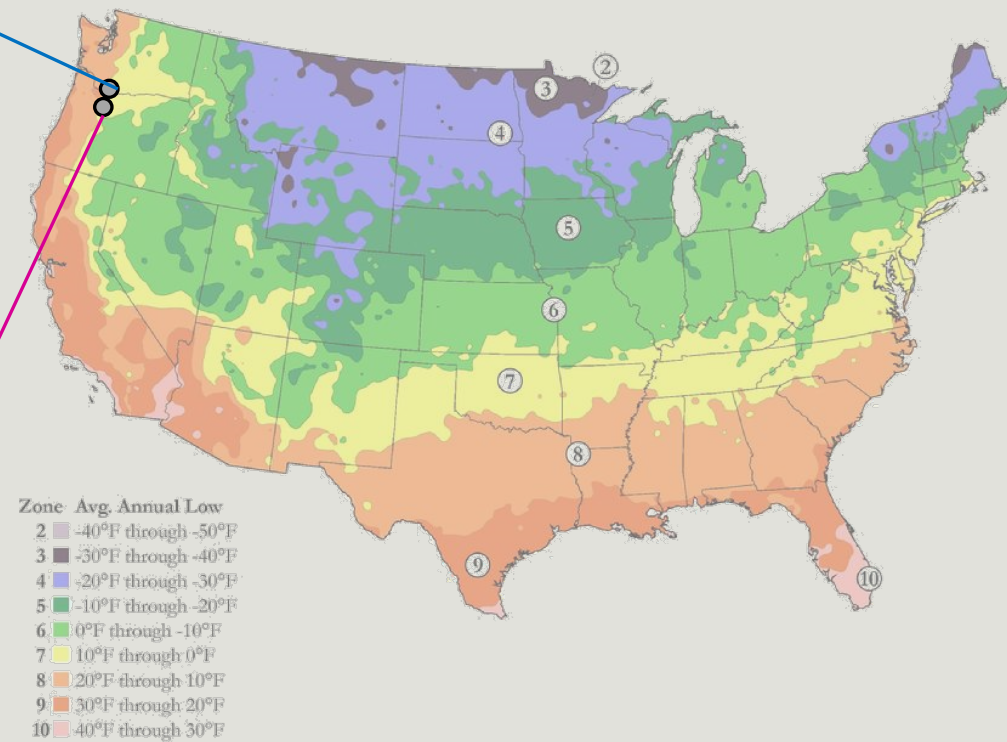 2
3
4
5
6
7
8
9
10
Zone Avg. Annual Low
2 -40°F through -50°F
3 -30°F through -40°F
4 -20°F through -30°F
5 -10°F through -20°F
6 0°F through -10°F
7 10°F through 0°F
8 20°F through 10°F
9 30°F through 20°F
10 40°F through 30°F